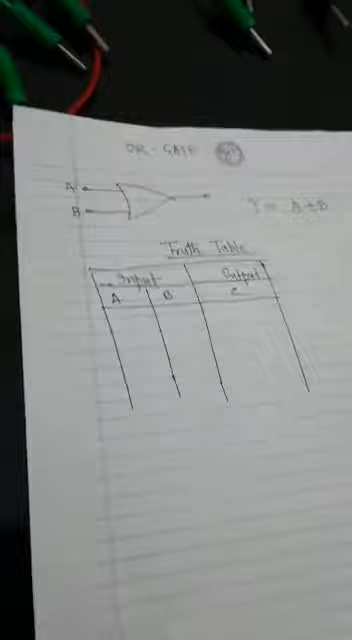 OR - GATE
A
B
Y = A+B
Truth Table
Input Output
A B C